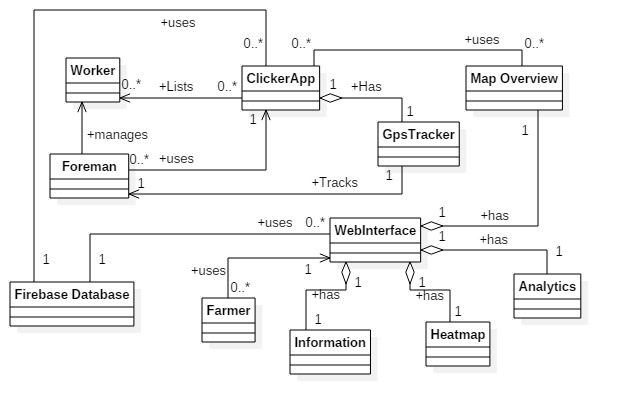 +uses
0..*
0..*
+uses
0..*
Worker
0..*
+Lists
0..*
ClickerApp
1
+Has
Map Overview
+manages
1
1
1
GpsTracker
Foreman
0..*
+uses
1
+Tracks
1
+uses
0..*
WebInterface
1
+has
1
+has
1
1
1
+uses
0..*
1
Firebase Database
Farmer
1
+has
1
1
+has
1
Analytics
Information
Heatmap